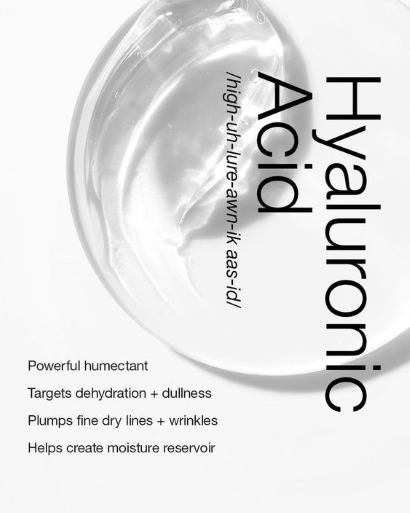 Hyaluronic
Acid
/high-uh-lure-awn-ik aas-id/
Powerful humectant
Targets dehydration + dullness
Plumps fine dry lines + wrinkles
Helps create moisture reservoir